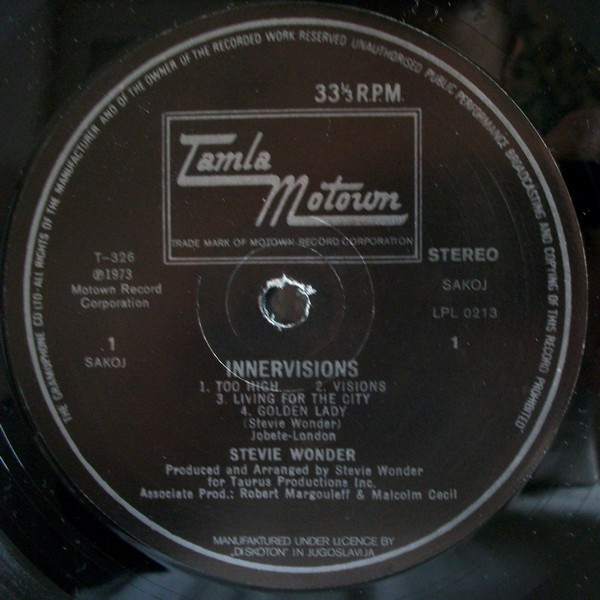 THE GRAMOPHONE CO LTD·ALL RIGHTS OF THE MANUFACTURER AND OF THE OWNER OF THE RECORDED WORK RESERVED UNAUTHORISED PUBLIC PERFORMANCE BROADCASTING AND COPYING OF THIS RECORD PROHIBITED
33⅓ R.P.M.
Tamla
Motown
TRADE MARK OF MOTOWN RECORD CORPORATION
T-326
℗1973
Motown Record
Corporation
1
SAKOJ
STEREO
SAKOJ
LPL 0213
1
INNERVISIONS
1. TOO HIGH 2. VISIONS
3. LIVING FOR THE CITY
4. GOLDEN LADY
(Stevie Wonder)
Jobete-London
STEVIE WONDER
Produced and Arranged by Stevie Wonder
for Taurus Productions Inc.
Associate Prod.: Robert Margouleff & Malcolm Cecil
MANUFAKTURED UNDER LICENCE BY
„DISKOTON" IN JUGOSLAVIJA